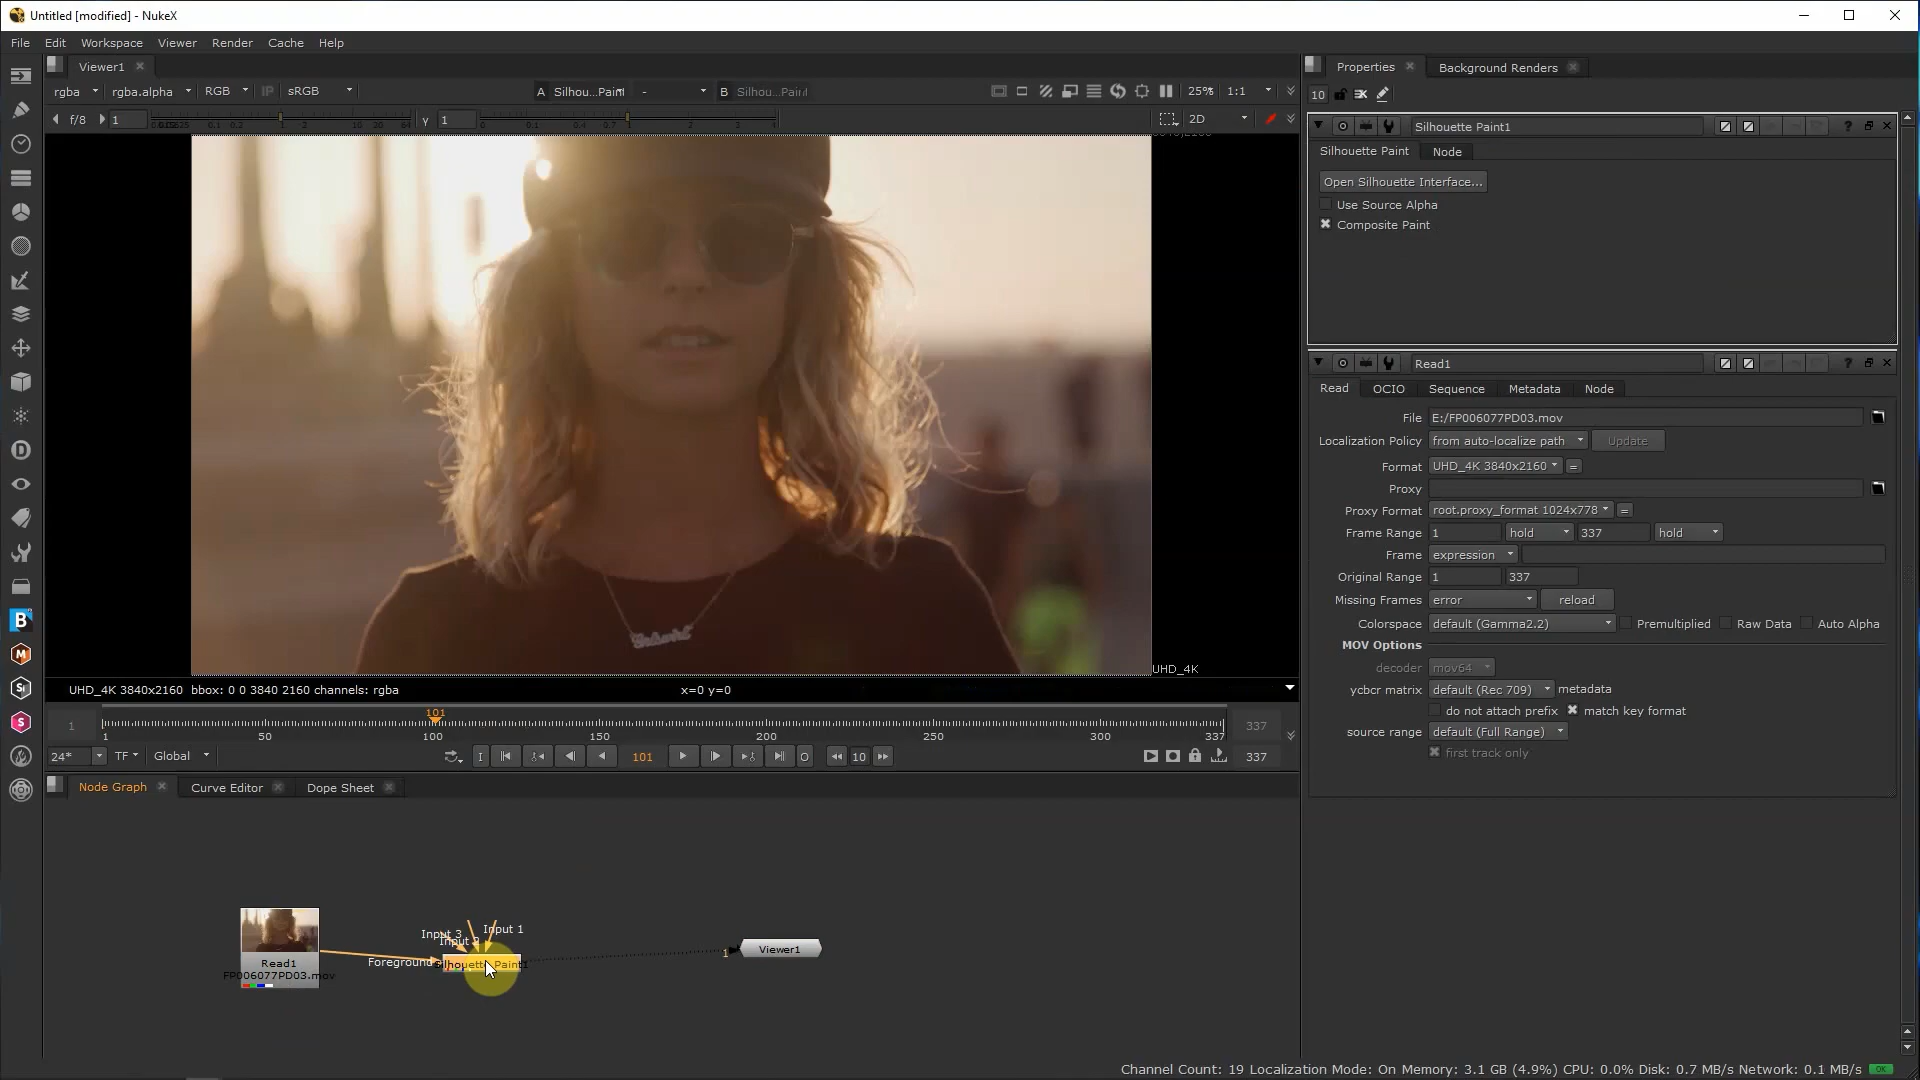 Untitled [modified] - NukeX
File Edit Workspace Viewer Render Cache Help
Viewer1
rgba rgba.alpha RGB IP sRGB A Silhou...Paint - B Silhou...Paint 25% 1:1
f/8 1 γ 1 2D
UHD_4K
UHD_4K 3840x2160 bbox: 0 0 3840 2160 channels: rgba x=0 y=0
1 101 337
1 50 100 150 200 250 300 337
24* TF Global I 101 O 10 337
Node Graph Curve Editor Dope Sheet
Read1
FP006077PD03.mov
Foreground
Input 3
Input 2
Input 1
Silhouette Paint1
1 Viewer1
Properties Background Renders
10
Silhouette Paint1
Silhouette Paint Node
Open Silhouette Interface...
Use Source Alpha
Composite Paint
Read1
Read OCIO Sequence Metadata Node
File E:/FP006077PD03.mov
Localization Policy from auto-localize path Update
Format UHD_4K 3840x2160 =
Proxy
Proxy Format root.proxy_format 1024x778 =
Frame Range 1 hold 337 hold
Frame expression
Original Range 1 337
Missing Frames error reload
Colorspace default (Gamma2.2) Premultiplied Raw Data Auto Alpha
MOV Options
decoder mov64
ycbcr matrix default (Rec 709) metadata
do not attach prefix match key format
source range default (Full Range)
first track only
Channel Count: 19 Localization Mode: On Memory: 3.1 GB (4.9%) CPU: 0.0% Disk: 0.7 MB/s Network: 0.1 MB/s OK